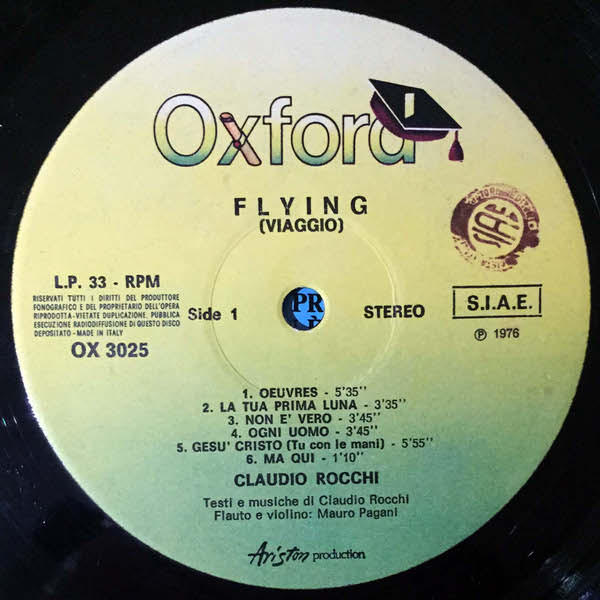 Oxford
FLYING
(VIAGGIO)
SIAE
L.P. 33 - RPM
RISERVATI TUTTI I DIRITTI DEL PRODUTTORE
FONOGRAFICO E DEL PROPRIETARIO DELL'OPERA
RIPRODOTTA - VIETATE DUPLICAZIONE. PUBBLICA
ESECUZIONE RADIODIFFUSIONE DI QUESTO DISCO
DEPOSITATO - MADE IN ITALY
OX 3025
Side 1
PR
È
STEREO
S.I.A.E.
Ⓟ 1976
1. OEUVRES - 5'35''
2. LA TUA PRIMA LUNA - 3'35''
3. NON E' VERO - 3'45''
4. OGNI UOMO - 3'45''
5. GESU' CRISTO (Tu con le mani) - 5'55''
6. MA QUI - 1'10''
CLAUDIO ROCCHI
Testi e musiche di Claudio Rocchi
Flauto e violino: Mauro Pagani
Ariston production